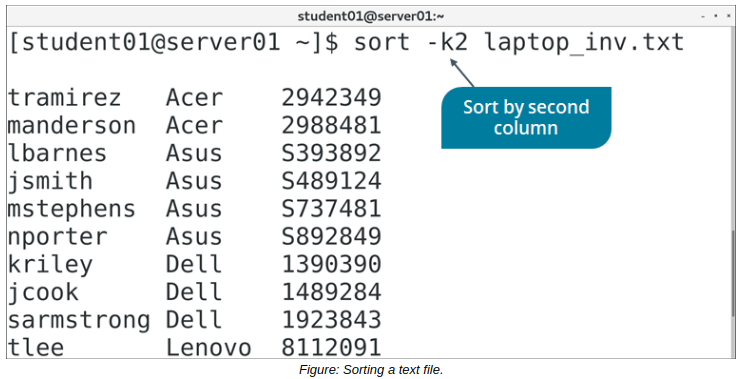 student01@server01:~
[student01@server01 ~]$ sort -k2 laptop_inv.txt
Sort by second
column
tramirez Acer 2942349
manderson Acer 2988481
lbarnes Asus S393892
jsmith Asus S489124
mstephens Asus S737481
nporter Asus S892849
kriley Dell 1390390
jcook Dell 1489284
sarmstrong Dell 1923843
tlee Lenovo 8112091
Figure: Sorting a text file.